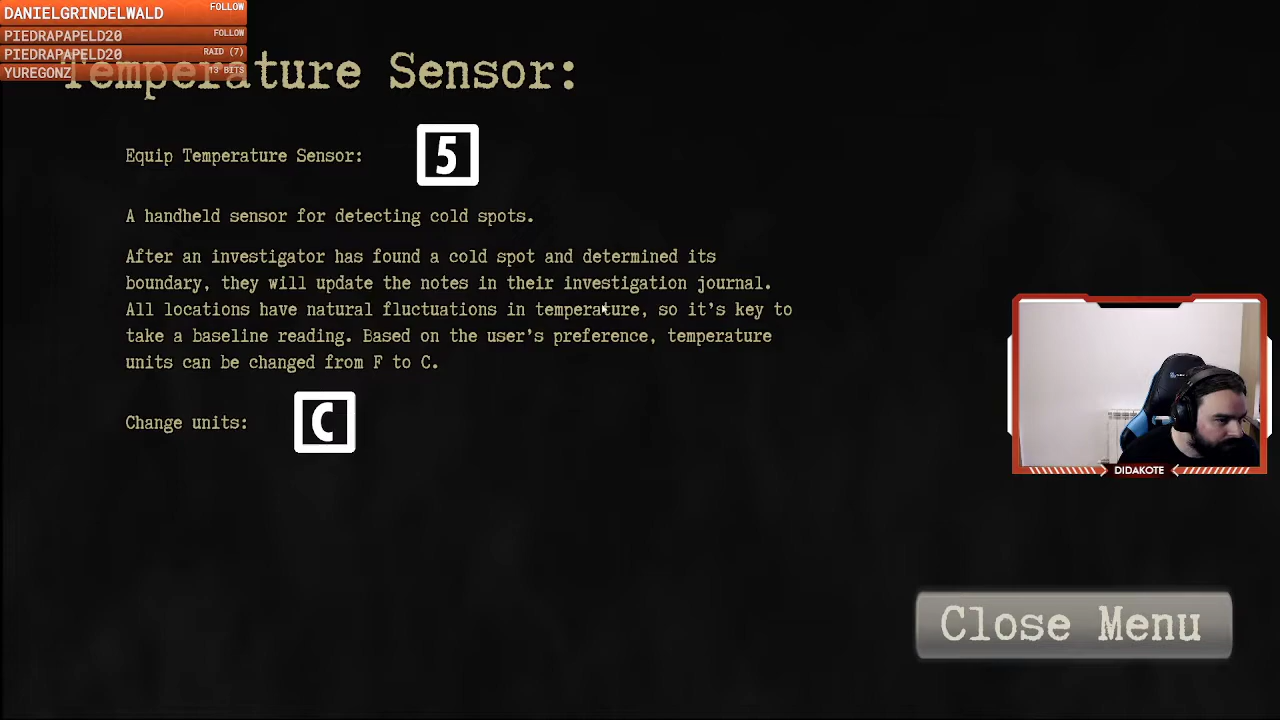 DANIELGRINDELWALD FOLLOW
PIEDRAPAPELD20 FOLLOW
PIEDRAPAPELD20 RAID (7)
YUREGONZ 13 BITS
Temperature Sensor:
Equip Temperature Sensor: 5
A handheld sensor for detecting cold spots.
After an investigator has found a cold spot and determined its
boundary, they will update the notes in their investigation journal.
All locations have natural fluctuations in temperature, so it's key to
take a baseline reading. Based on the user's preference, temperature
units can be changed from F to C.
Change units: C
DIDAKOTE
Close Menu